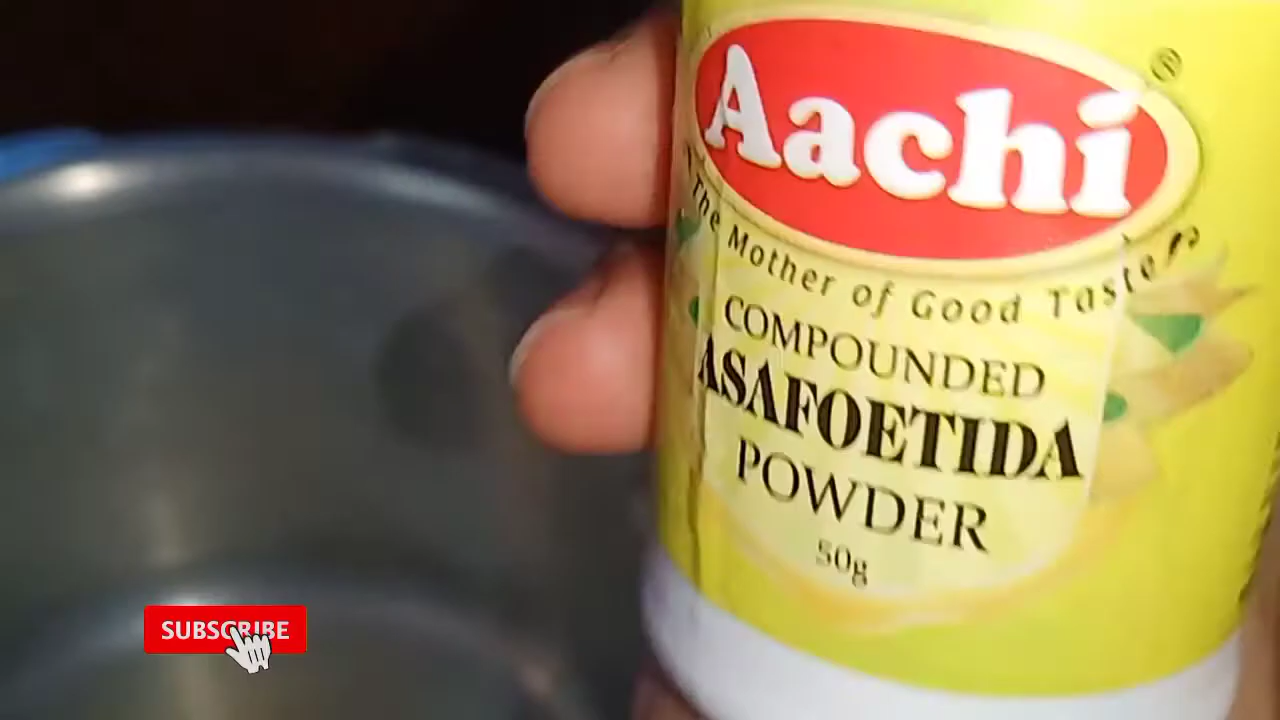 Aachi
®
The Mother of Good Taste
COMPOUNDED
ASAFOETIDA
POWDER
50g
SUBSCRIBE